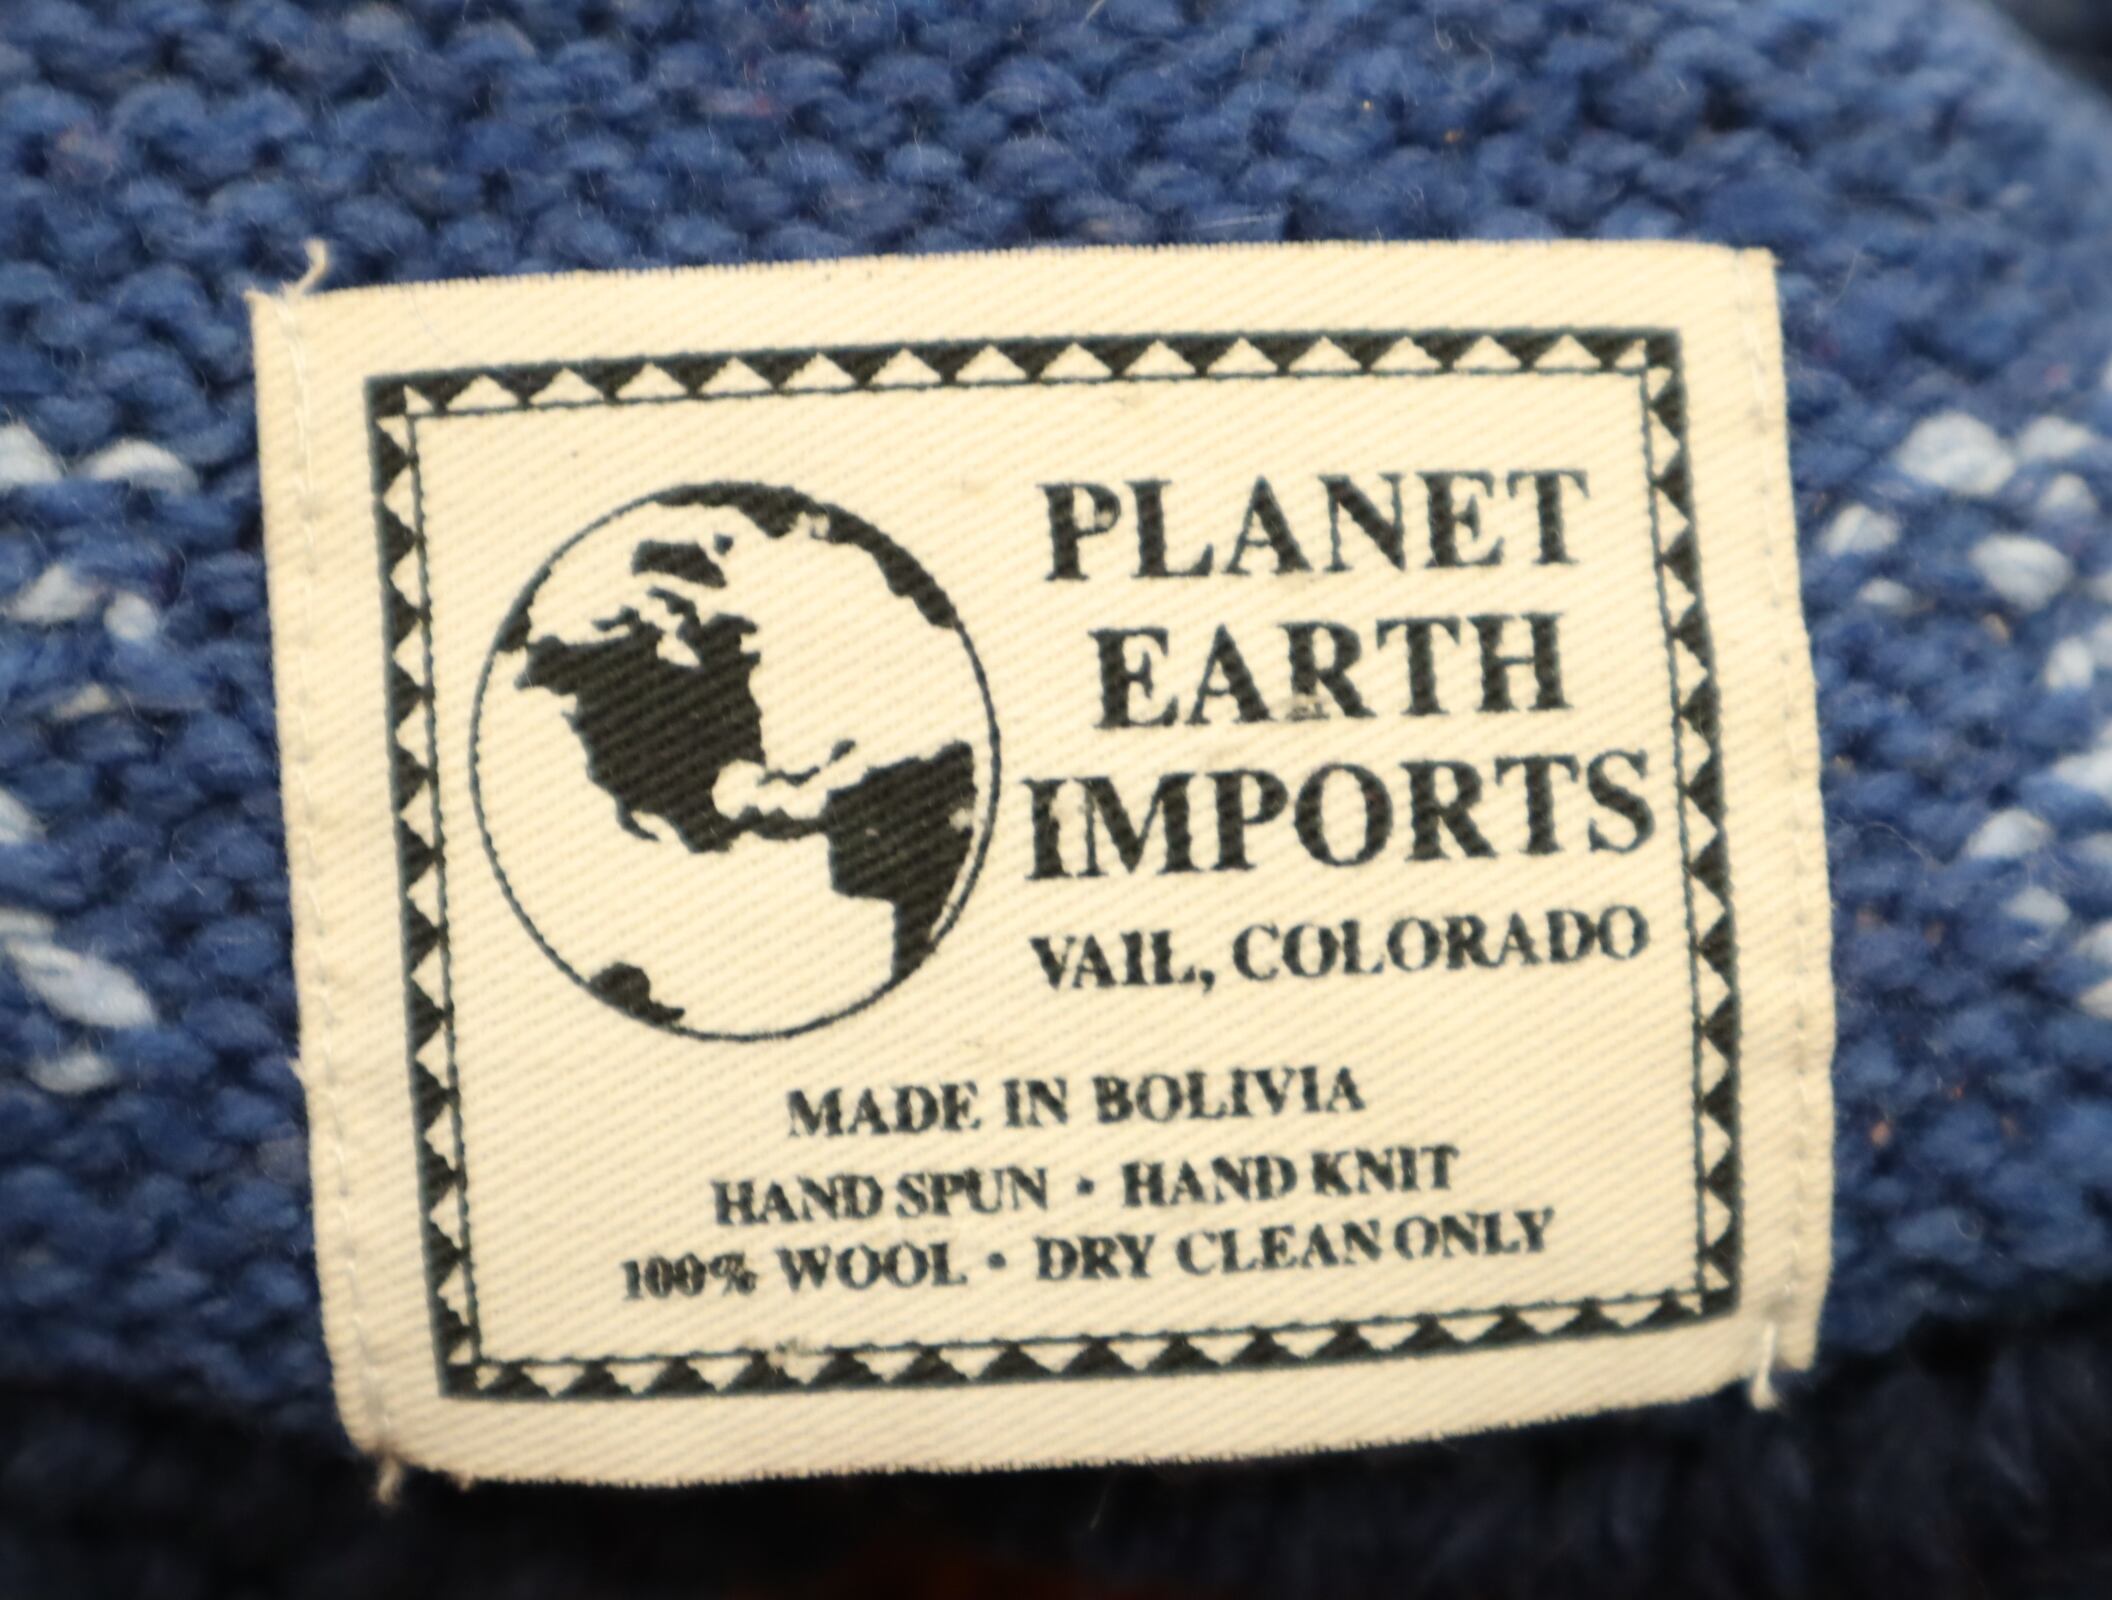 PLANET
EARTH
IMPORTS
VAIL, COLORADO
MADE IN BOLIVIA
HAND SPUN • HAND KNIT
100% WOOL • DRY CLEAN ONLY